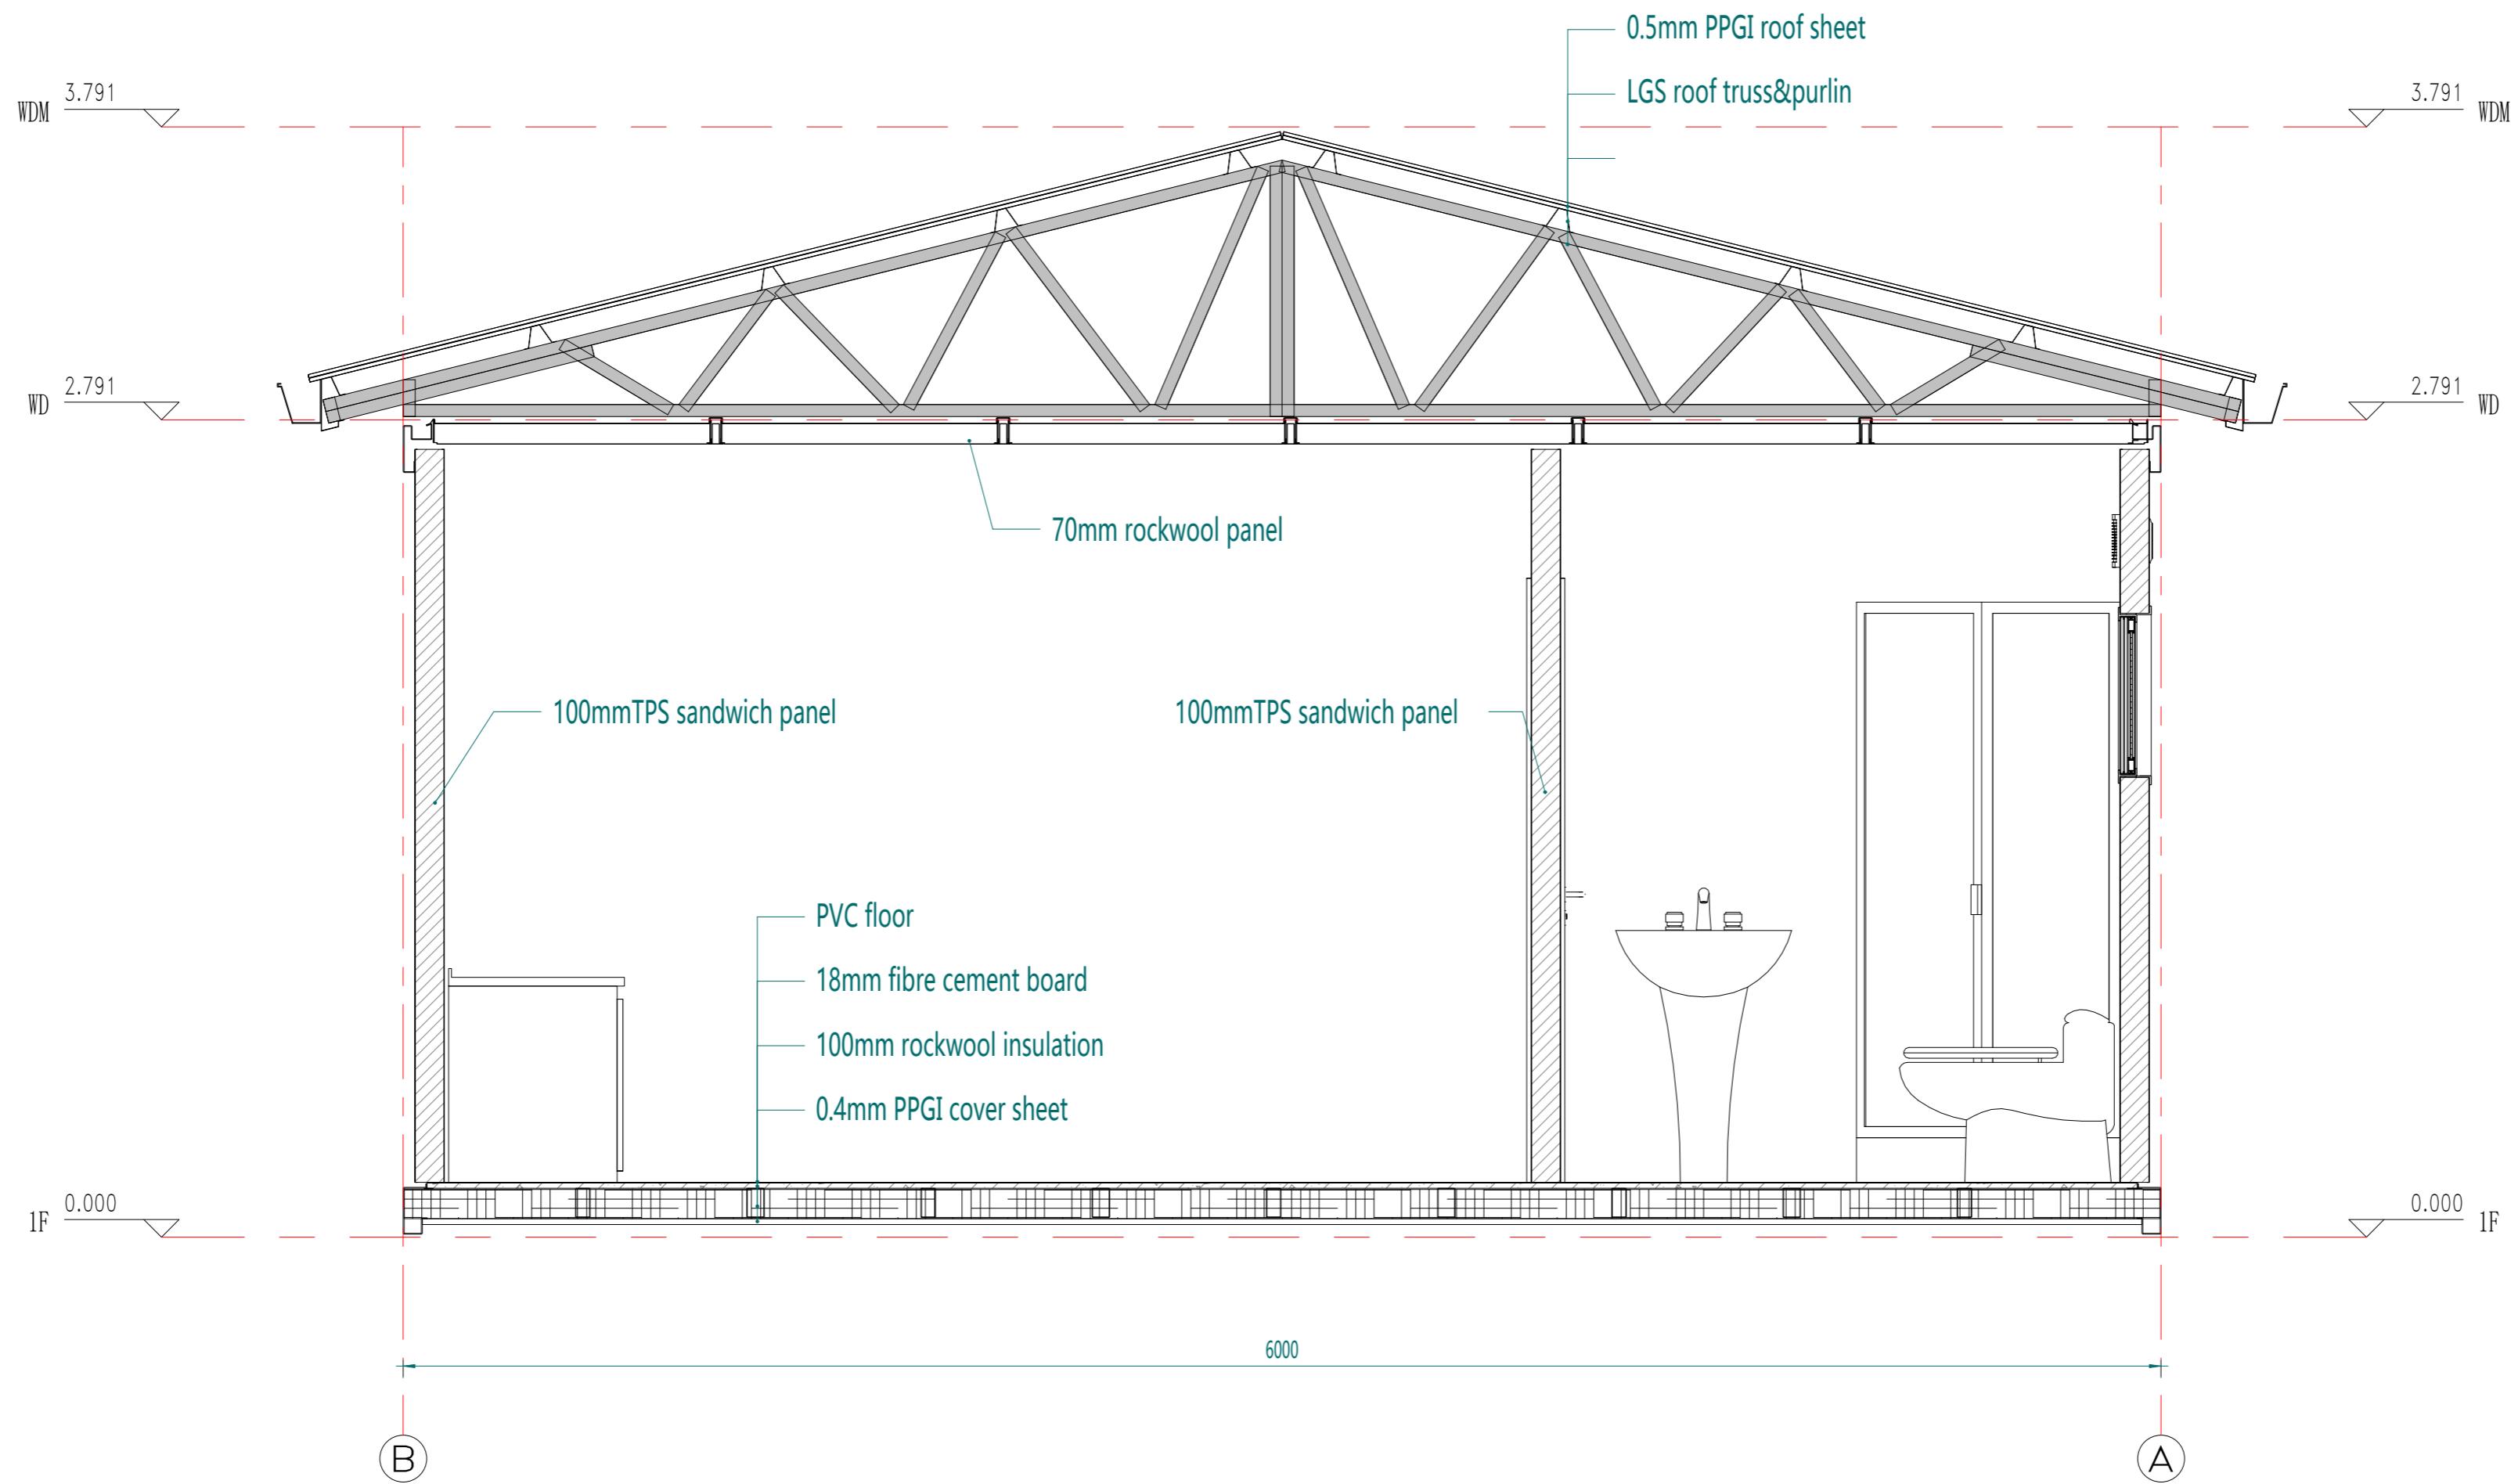 0.5mm PPGI roof sheet
LGS roof truss&purlin
WDM 3.791
3.791 WDM
WD 2.791
2.791 WD
70mm rockwool panel
100mmTPS sandwich panel
100mmTPS sandwich panel
PVC floor
18mm fibre cement board
100mm rockwool insulation
0.4mm PPGI cover sheet
1F 0.000
0.000 1F
6000
B
A